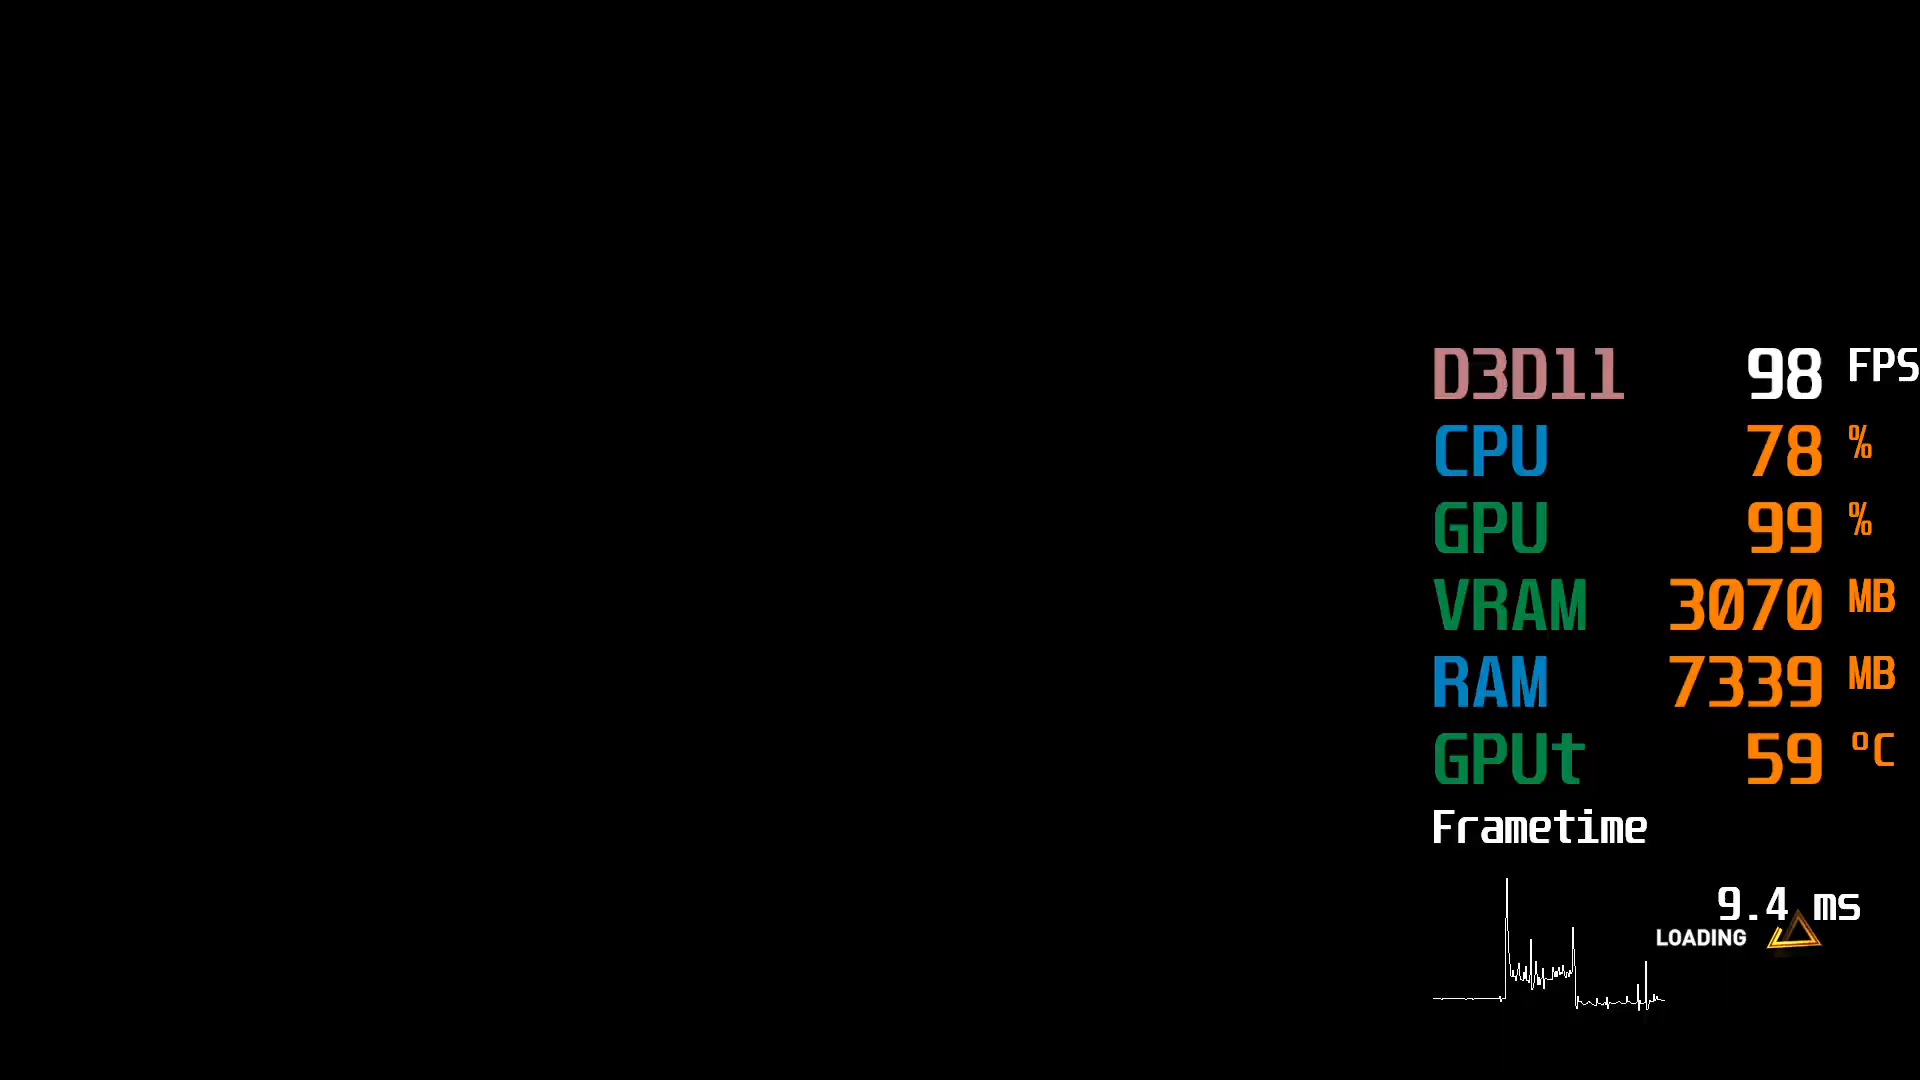 D3D11 98 FPS
CPU 78 %
GPU 99 %
VRAM 3070 MB
RAM 7339 MB
GPUt 59 °C
Frametime
9.4 ms
LOADING